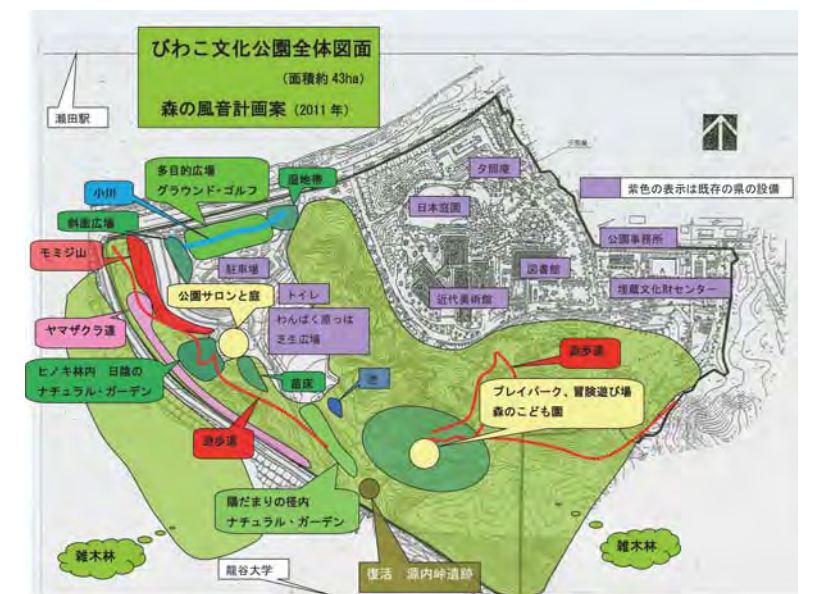 びわこ文化公園全体図面
(面積約 43ha)
森の風音計画案 (2011 年)
瀬田駅
多目的広場
グラウンド・ゴルフ
湿地帯
小川
斜面広場
モミジ山
駐車場
公園サロンと庭
トイレ
わんぱく原っぱ
芝生広場
ヤマザクラ道
ヒノキ林内 日陰の
ナチュラル・ガーデン
苗床
池
遊歩道
陽だまりの径内
ナチュラル・ガーデン
雑木林
龍谷大学
復活 源内峠遺跡
夕照庵
日本庭園
紫色の表示は既存の県の設備
公園事務所
図書館
近代美術館
埋蔵文化財センター
遊歩道
プレイパーク、冒険遊び場
森のこども園
雑木林